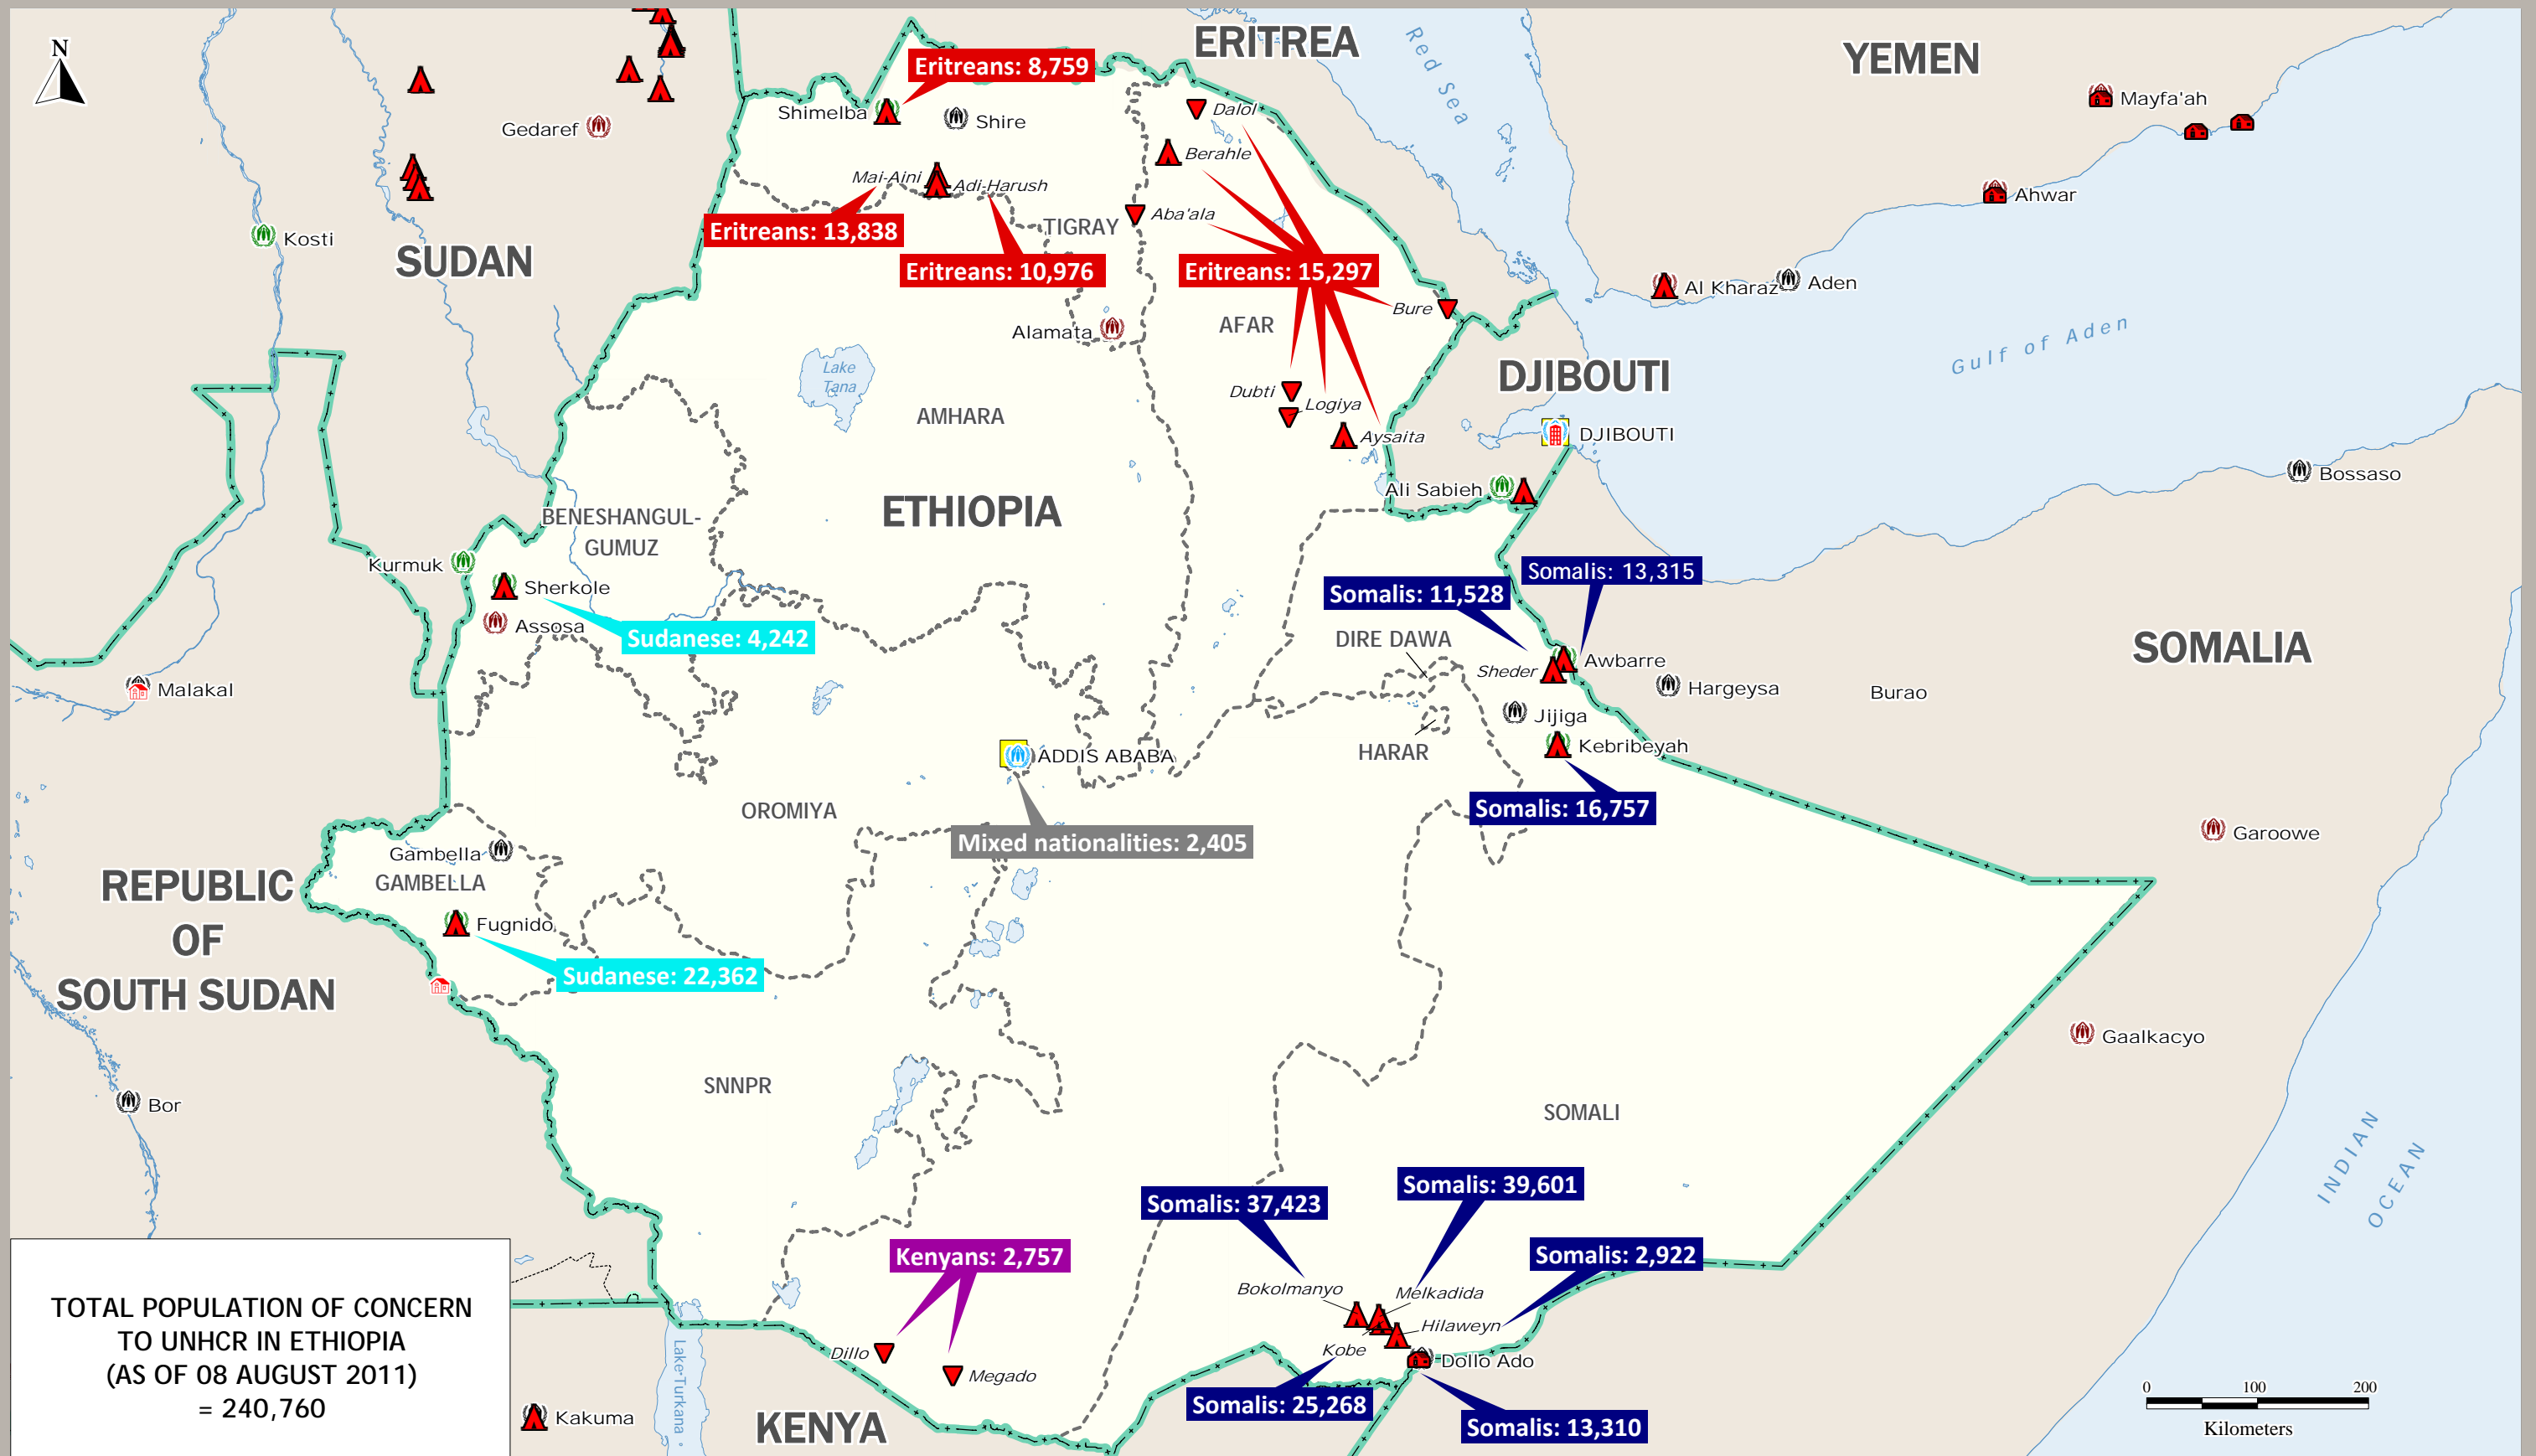 N
ERITREA
YEMEN
Red Sea
Eritreans: 8,759
Shimelba
Shire
Dalol
Mayfa'ah
Gedaref
Berahle
Mai-Aini
Adi-Harush
Ahwar
Aba'ala
TIGRAY
Eritreans: 13,838
Kosti
SUDAN
Eritreans: 10,976
Eritreans: 15,297
Al Kharaz
Aden
Bure
AFAR
Alamata
Gulf of Aden
Lake
Tana
DJIBOUTI
Dubti
Logiya
AMHARA
Aysaita
DJIBOUTI
Bossaso
Ali Sabieh
ETHIOPIA
BENESHANGUL-
GUMUZ
Kurmuk
Somalis: 13,315
Sherkole
Somalis: 11,528
Assosa
Sudanese: 4,242
DIRE DAWA
SOMALIA
Awbarre
Sheder
Malakal
Hargeysa
Burao
Jijiga
Kebribeyah
HARAR
ADDIS ABABA
OROMIYA
Somalis: 16,757
Garoowe
Mixed nationalities: 2,405
Gambella
GAMBELLA
REPUBLIC
OF
SOUTH SUDAN
Fugnido
Sudanese: 22,362
Gaalkacyo
SNNPR
Bor
SOMALI
INDIAN
OCEAN
Somalis: 39,601
Somalis: 37,423
Kenyans: 2,757
Somalis: 2,922
Bokolmanyo
Melkadida
Hilaweyn
Kobe
Dollo Ado
Dillo
Megado
Lake-Turkana
Somalis: 25,268
Somalis: 13,310
Kakuma
KENYA
TOTAL POPULATION OF CONCERN
TO UNHCR IN ETHIOPIA
(AS OF 08 AUGUST 2011)
= 240,760
0 100 200
Kilometers